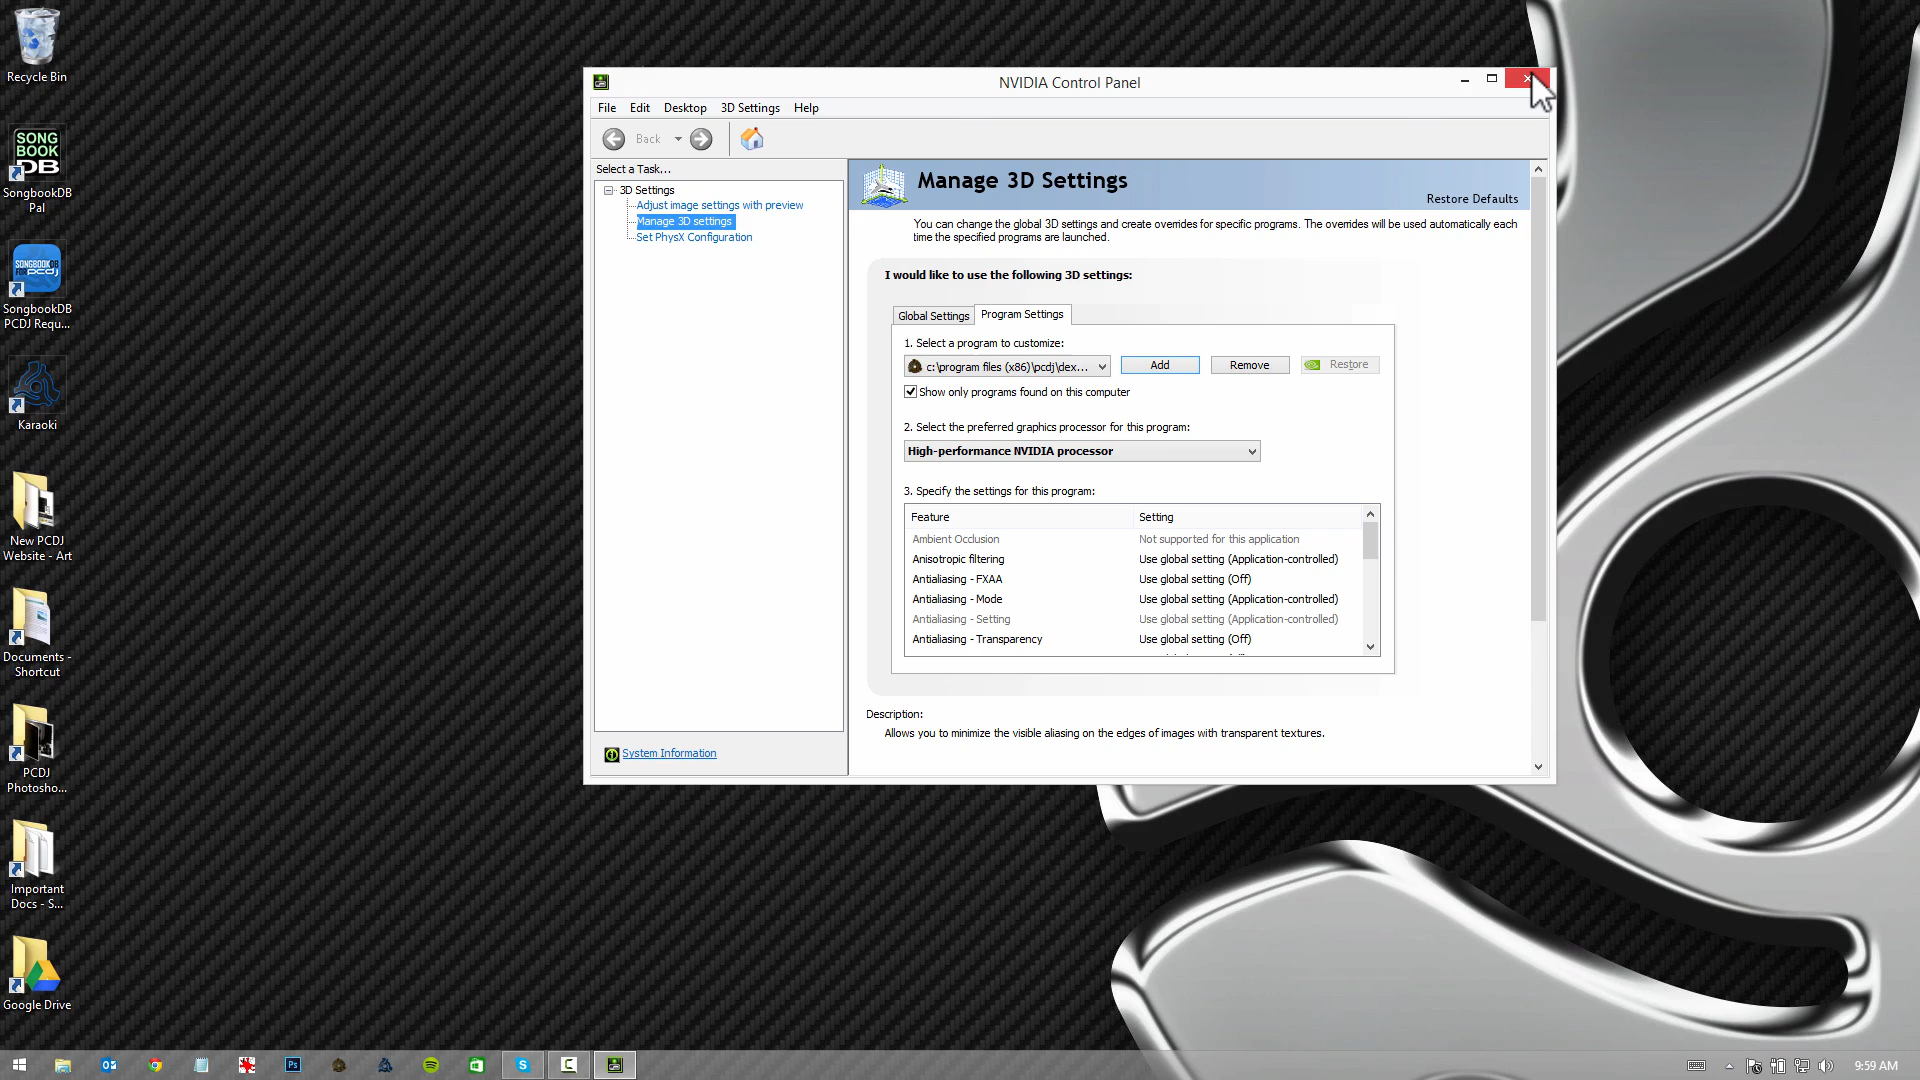 Recycle Bin
SONG
BOOK
DB
SongbookDB
Pal
SONGBOOKDB
FOR PCDJ
SongbookDB
PCDJ Requ...
Karaoki
New PCDJ
Website - Art
Documents -
Shortcut
PCDJ
Photosho...
Important
Docs - S...
Google Drive
NVIDIA Control Panel
File Edit Desktop 3D Settings Help
Back
Select a Task...
3D Settings
Adjust image settings with preview
Manage 3D settings
Set PhysX Configuration
System Information
Manage 3D Settings
Restore Defaults
You can change the global 3D settings and create overrides for specific programs. The overrides will be used automatically each
time the specified programs are launched.
I would like to use the following 3D settings:
Global Settings Program Settings
1. Select a program to customize:
c:\program files (x86)\pcdj\dex... Add Remove Restore
Show only programs found on this computer
2. Select the preferred graphics processor for this program:
High-performance NVIDIA processor
3. Specify the settings for this program:
Feature Setting
Ambient Occlusion Not supported for this application
Anisotropic filtering Use global setting (Application-controlled)
Antialiasing - FXAA Use global setting (Off)
Antialiasing - Mode Use global setting (Application-controlled)
Antialiasing - Setting Use global setting (Application-controlled)
Antialiasing - Transparency Use global setting (Off)
Description:
Allows you to minimize the visible aliasing on the edges of images with transparent textures.
Ps
9:59 AM